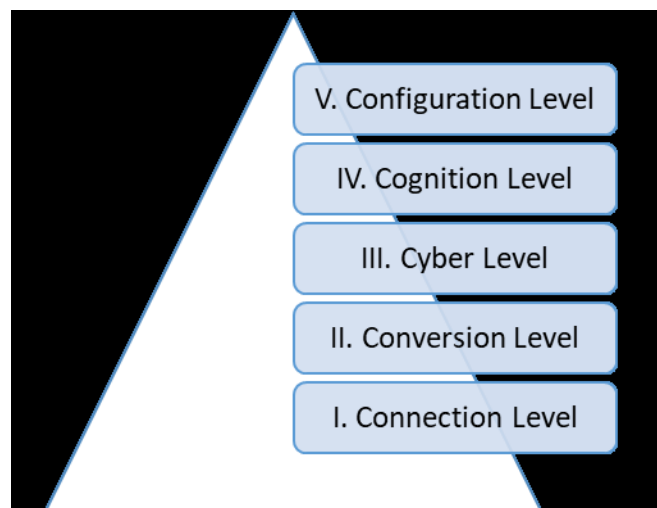 V. Configuration Level
IV. Cognition Level
III. Cyber Level
II. Conversion Level
I. Connection Level